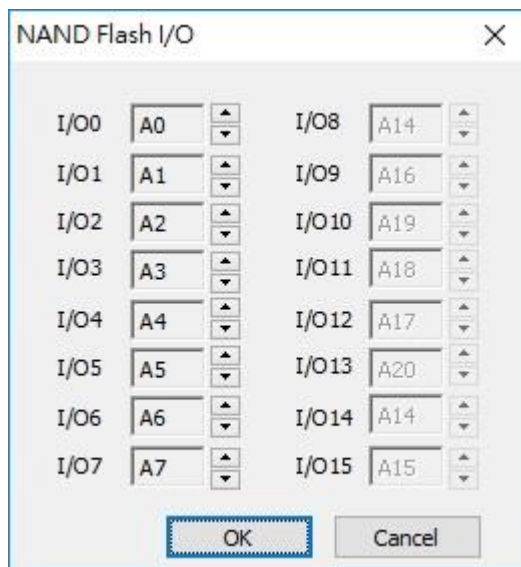 NAND Flash I/O
I/O0 A0 I/O8 A14
I/O1 A1 I/O9 A16
I/O2 A2 I/O10 A19
I/O3 A3 I/O11 A18
I/O4 A4 I/O12 A17
I/O5 A5 I/O13 A20
I/O6 A6 I/O14 A14
I/O7 A7 I/O15 A15
OK Cancel